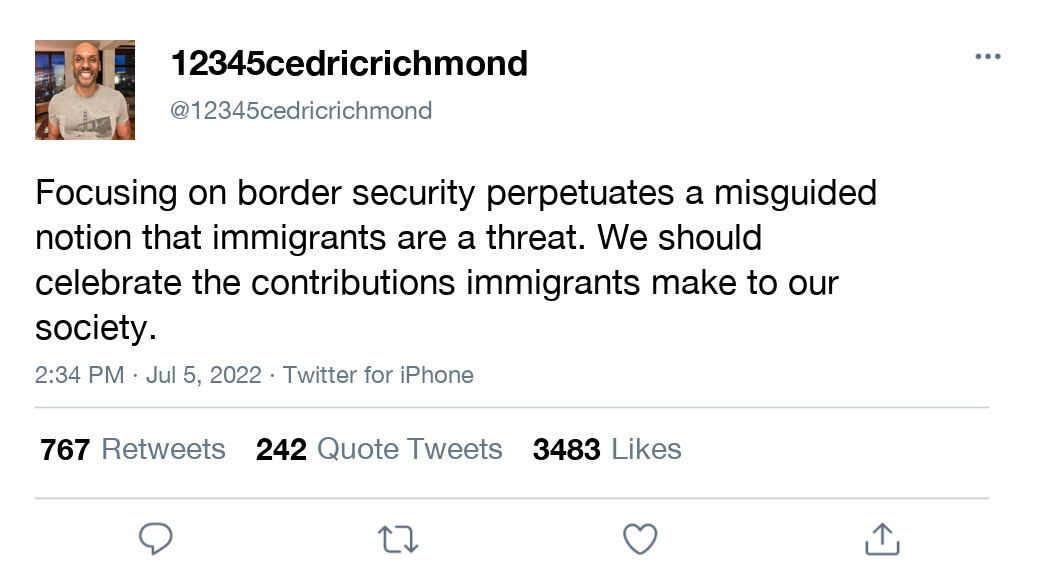 12345cedricrichmond
@12345cedricrichmond
Focusing on border security perpetuates a misguided
notion that immigrants are a threat. We should
celebrate the contributions immigrants make to our
society.
2:34 PM · Jul 5, 2022 · Twitter for iPhone
767 Retweets 242 Quote Tweets 3483 Likes